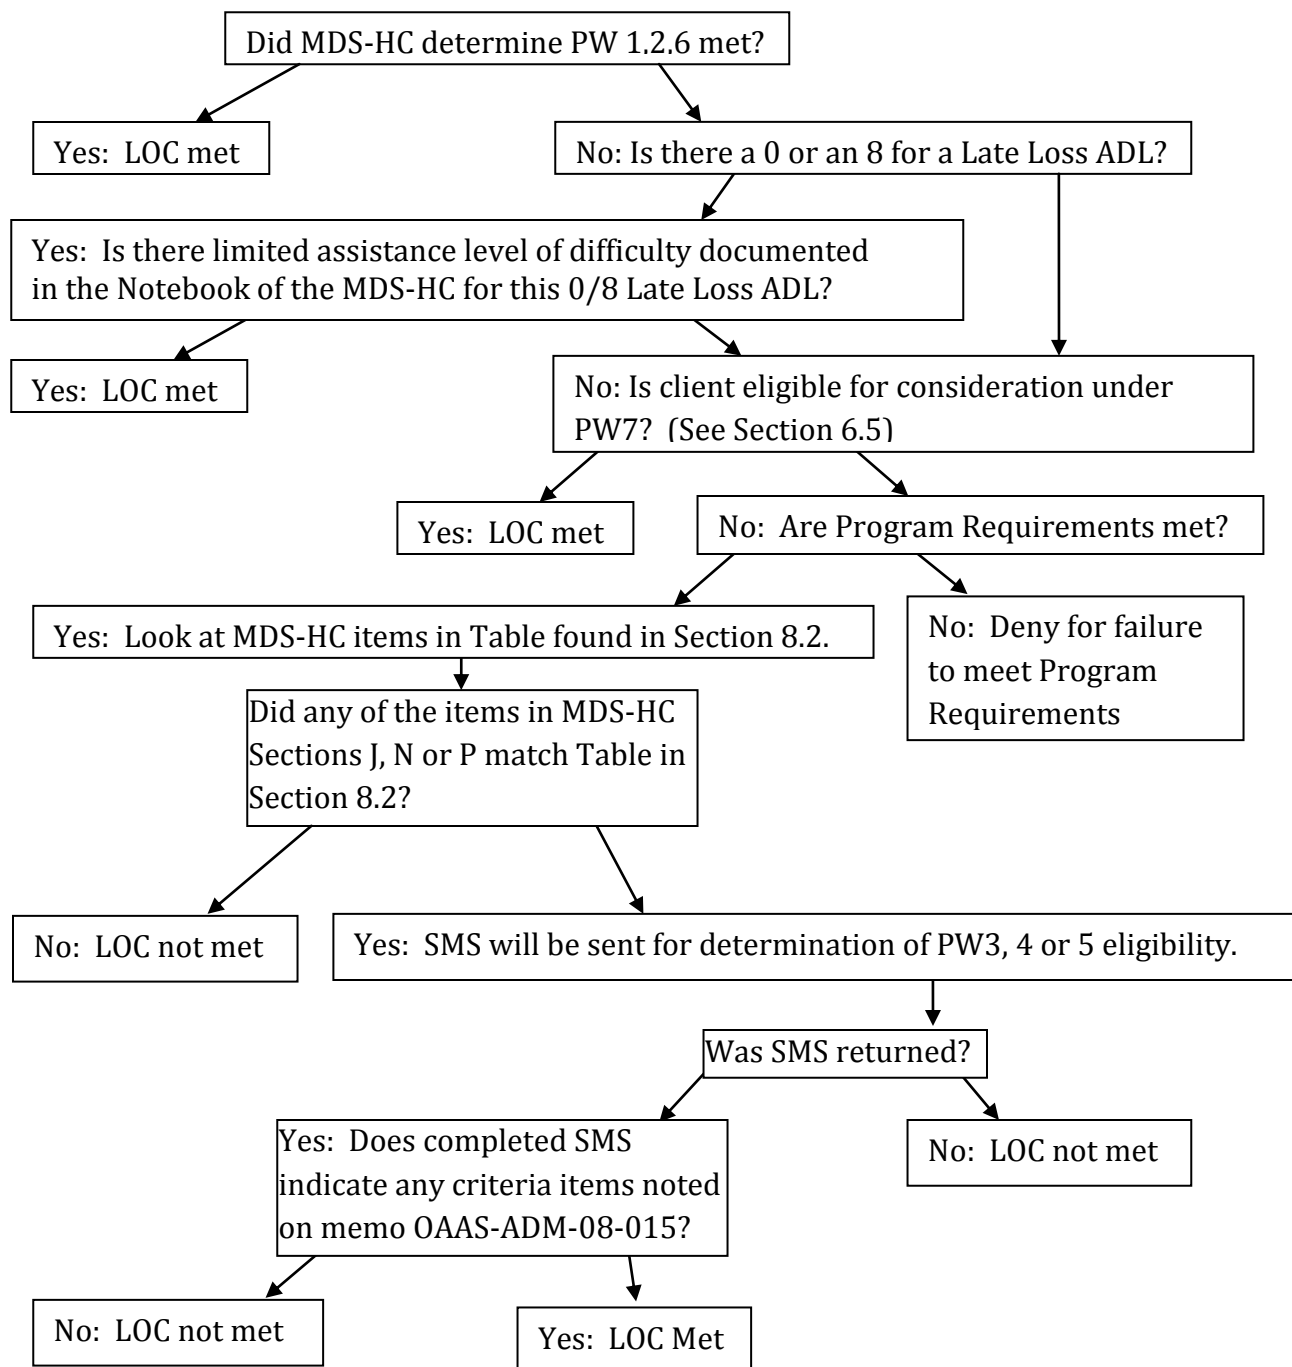 Did MDS-HC determine PW 1,2,6 met?
Yes:  LOC met
No: Is there a 0 or an 8 for a Late Loss ADL?
Yes:  Is there limited assistance level of difficulty documented
in the Notebook of the MDS-HC for this 0/8 Late Loss ADL?
Yes:  LOC met
No: Is client eligible for consideration under
PW7?  (See Section 6.5)
Yes:  LOC met
No:  Are Program Requirements met?
Yes:  Look at MDS-HC items in Table found in Section 8.2.
No:  Deny for failure
to meet Program
Requirements
Did any of the items in MDS-HC
Sections J, N or P match Table in
Section 8.2?
No:  LOC not met
Yes:  SMS will be sent for determination of PW3, 4 or 5 eligibility.
Was SMS returned?
Yes:  Does completed SMS
indicate any criteria items noted
on memo OAAS-ADM-08-015?
No:  LOC not met
No:  LOC not met
Yes:  LOC Met